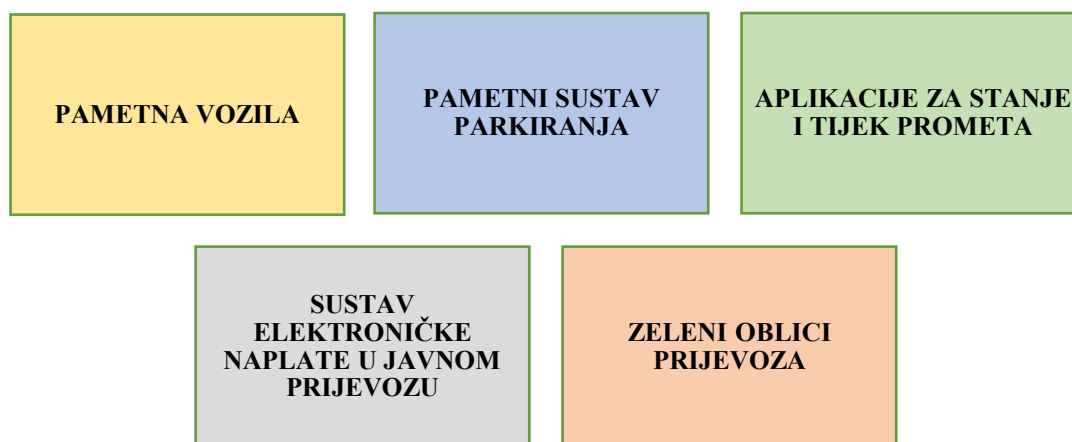 PAMETNA VOZILA
PAMETNI SUSTAV
PARKIRANJA
APLIKACIJE ZA STANJE
I TIJEK PROMETA
SUSTAV
ELEKTRONIČKE
NAPLATE U JAVNOM
PRIJEVOZU
ZELENI OBLICI
PRIJEVOZA